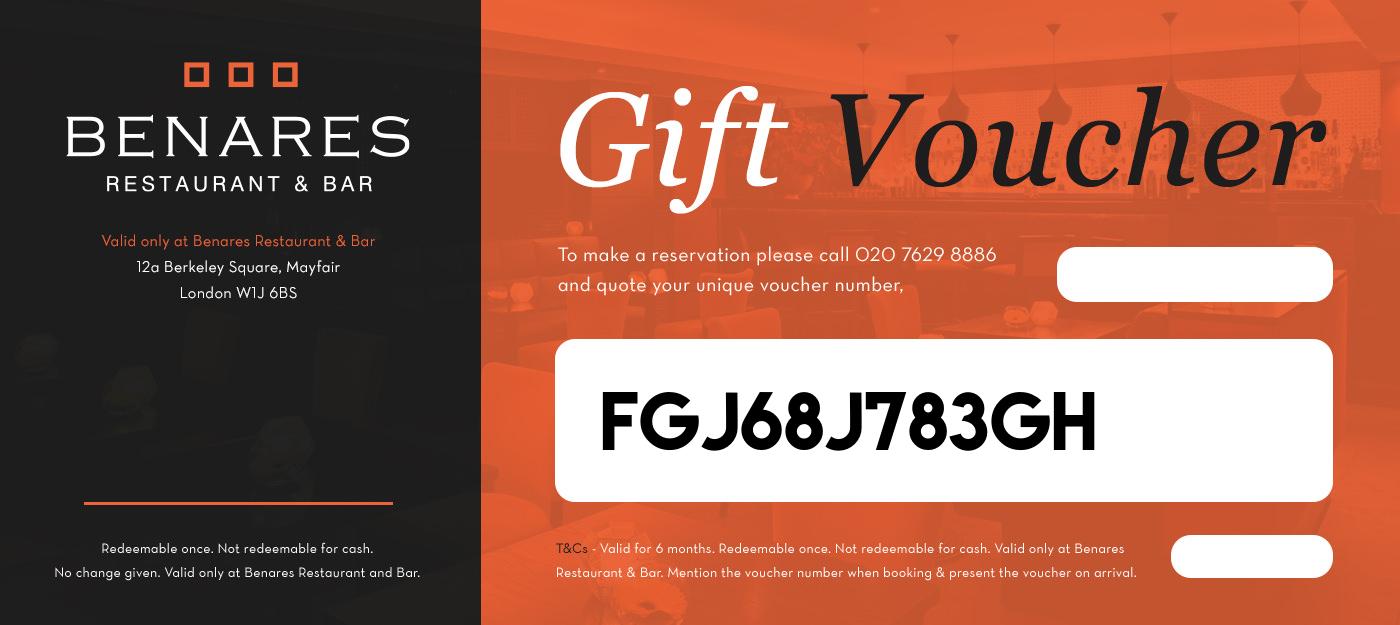 BENARES
RESTAURANT & BAR
Valid only at Benares Restaurant & Bar
12a Berkeley Square, Mayfair
London W1J 6BS
Redeemable once. Not redeemable for cash.
No change given. Valid only at Benares Restaurant and Bar.
Gift Voucher
To make a reservation please call 020 7629 8886
and quote your unique voucher number,
FGJ68J783GH
T&Cs - Valid for 6 months. Redeemable once. Not redeemable for cash. Valid only at Benares
Restaurant & Bar. Mention the voucher number when booking & present the voucher on arrival.